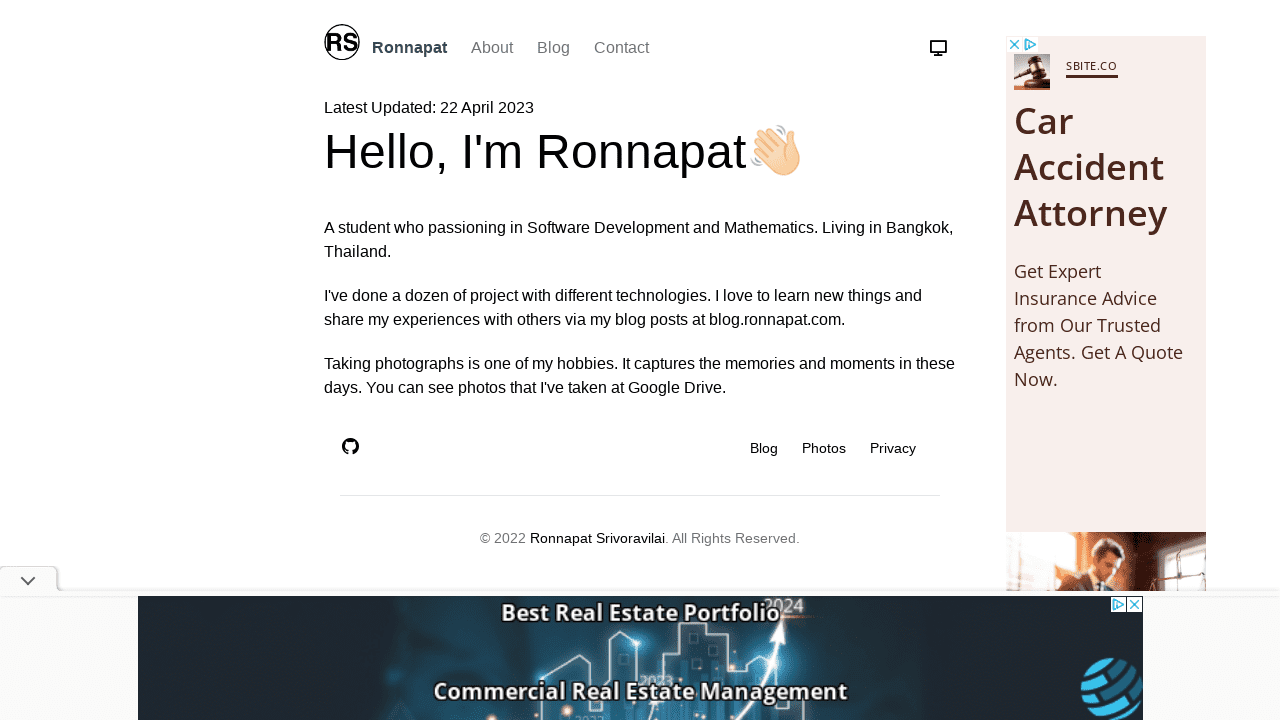 RS
Ronnapat About Blog Contact
Latest Updated: 22 April 2023
Hello, I'm Ronnapat👋🏻
A student who passioning in Software Development and Mathematics. Living in Bangkok,
Thailand.
I've done a dozen of project with different technologies. I love to learn new things and
share my experiences with others via my blog posts at blog.ronnapat.com.
Taking photographs is one of my hobbies. It captures the memories and moments in these
days. You can see photos that I've taken at Google Drive.
Blog Photos Privacy
© 2022 Ronnapat Srivoravilai. All Rights Reserved.
SBITE.CO
Car
Accident
Attorney
Get Expert
Insurance Advice
from Our Trusted
Agents. Get A Quote
Now.
2024
Best Real Estate Portfolio
2023
Commercial Real Estate Management
2022